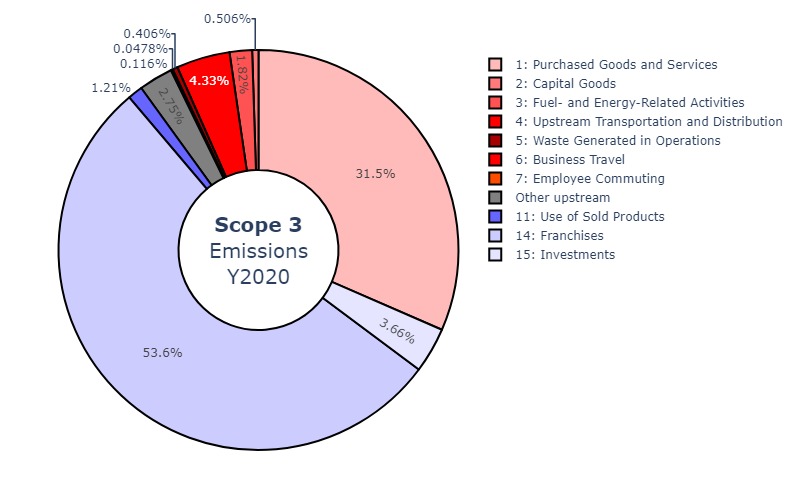 0.506%
0.406%
0.0478%
0.116%
1.21%
2.75%
4.33%
1.82%
31.5%
3.66%
53.6%
Scope 3
Emissions
Y2020
1: Purchased Goods and Services
2: Capital Goods
3: Fuel- and Energy-Related Activities
4: Upstream Transportation and Distribution
5: Waste Generated in Operations
6: Business Travel
7: Employee Commuting
Other upstream
11: Use of Sold Products
14: Franchises
15: Investments